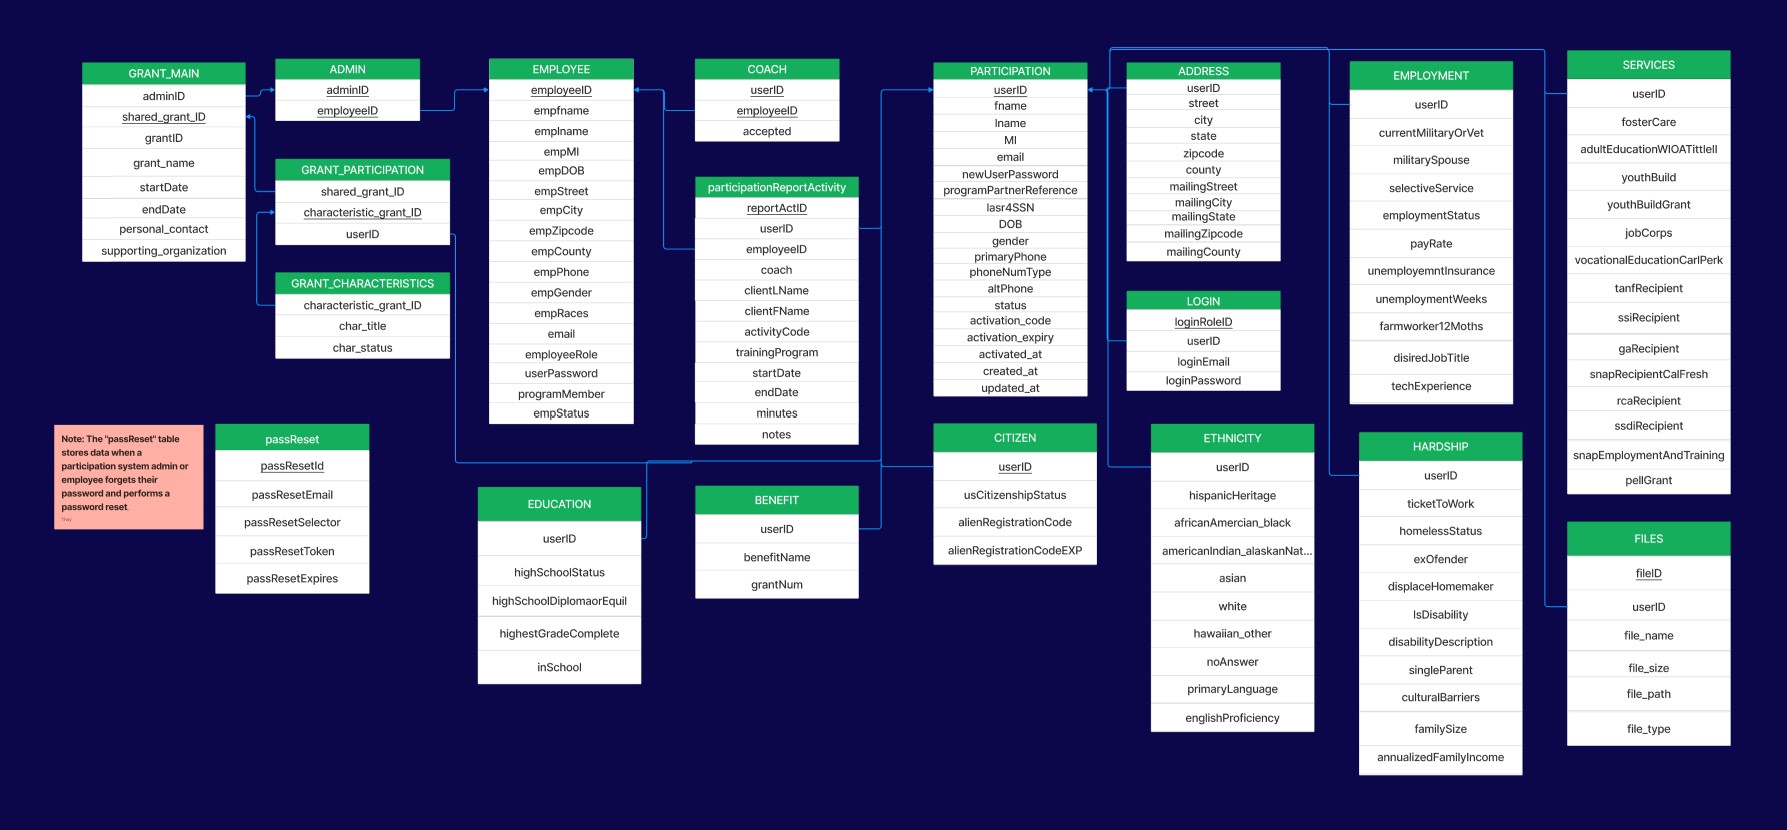 GRANT_MAIN
adminID
shared_grant_ID
grantID
grant_name
startDate
endDate
personal_contact
supporting_organization
ADMIN
adminID
employeeID
GRANT_PARTICIPATION
shared_grant_ID
characteristic_grant_ID
userID
GRANT_CHARACTERISTICS
characteristic_grant_ID
char_title
char_status
EMPLOYEE
employeeID
empfname
emplname
empMI
empDOB
empStreet
empCity
empZipcode
empCounty
empPhone
empGender
empRaces
email
employeeRole
userPassword
programMember
empStatus
COACH
userID
employeeID
accepted
participationReportActivity
reportActID
userID
employeeID
coach
clientLName
clientFName
activityCode
trainingProgram
startDate
endDate
minutes
notes
PARTICIPATION
userID
fname
lname
MI
email
newUserPassword
programPartnerReference
lasr4SSN
DOB
gender
primaryPhone
phoneNumType
altPhone
status
activation_code
activation_expiry
activated_at
created_at
updated_at
ADDRESS
userID
street
city
state
zipcode
county
mailingStreet
mailingCity
mailingState
mailingZipcode
mailingCounty
LOGIN
loginRoleID
userID
loginEmail
loginPassword
EMPLOYMENT
userID
currentMilitaryOrVet
militarySpouse
selectiveService
employmentStatus
payRate
unemployemntInsurance
unemploymentWeeks
farmworker12Moths
disiredJobTitle
techExperience
SERVICES
userID
fosterCare
adultEducationWIOATittleII
youthBuild
youthBuildGrant
jobCorps
vocationalEducationCarlPerk
tanfRecipient
ssiRecipient
gaRecipient
snapRecipientCalFresh
rcaRecipient
ssdiRecipient
snapEmploymentAndTraining
pellGrant
Note: The "passReset" table
stores data when a
participation system admin or
employee forgets their
password and performs a
password reset.
passReset
passResetId
passResetEmail
passResetSelector
passResetToken
passResetExpires
EDUCATION
userID
highSchoolStatus
highSchoolDiplomaorEquil
highestGradeComplete
inSchool
BENEFIT
userID
benefitName
grantNum
CITIZEN
userID
usCitizenshipStatus
alienRegistrationCode
alienRegistrationCodeEXP
ETHNICITY
userID
hispanicHeritage
africanAmercian_black
americanIndian_alaskanNat...
asian
white
hawaiian_other
noAnswer
primaryLanguage
englishProficiency
HARDSHIP
userID
ticketToWork
homelessStatus
exOfender
displaceHomemaker
IsDisability
disabilityDescription
singleParent
culturalBarriers
familySize
annualizedFamilyIncome
FILES
fileID
userID
file_name
file_size
file_path
file_type